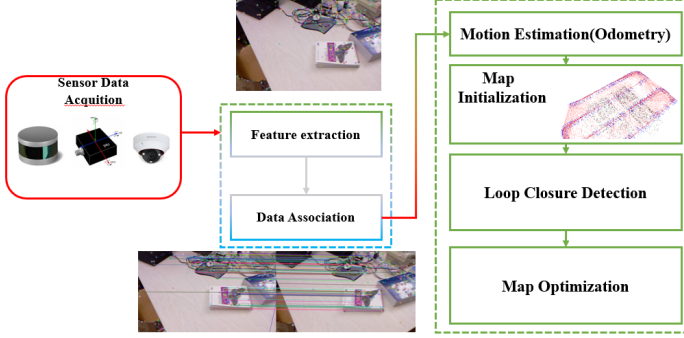 Sensor Data
Acquition
Feature extraction
Data Association
Motion Estimation(Odometry)
Map
Initialization
Loop Closure Detection
Map Optimization